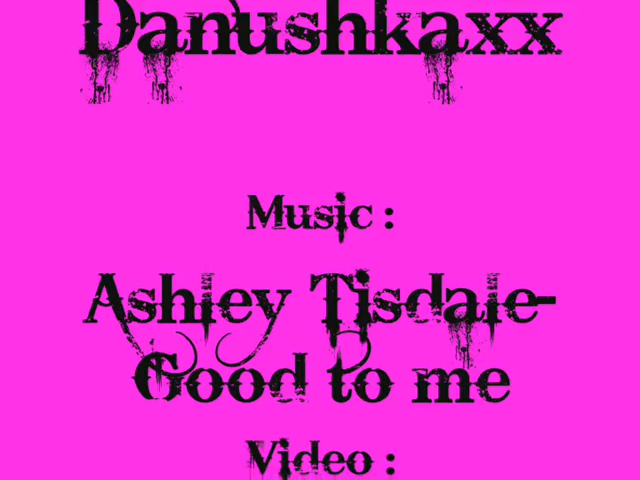 Danushkaxx
Music :
Ashley Tisdale-
Good to me
Video :